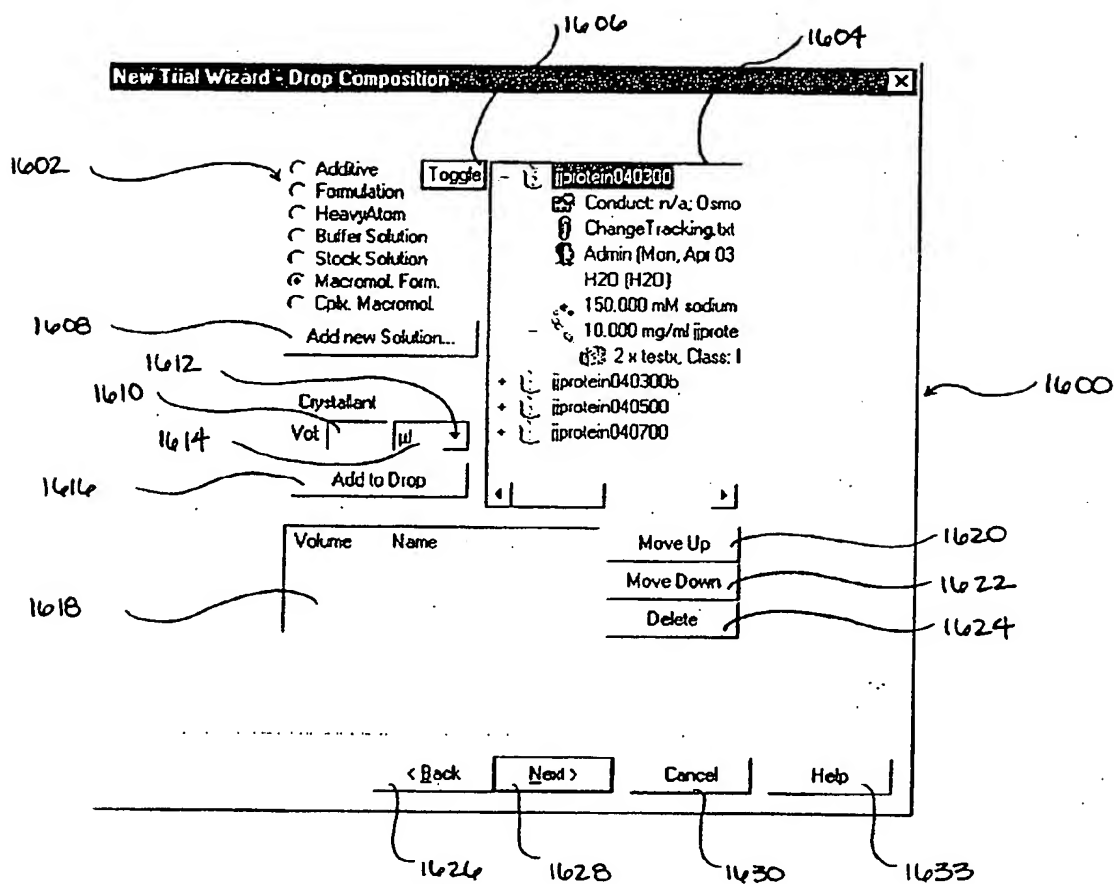 1606
1604
New Trial Wizard - Drop Composition
1602
Additive
Toggle
Formulation
HeavyAtom
Buffer Solution
Stock Solution
Macromol. Form.
Cplx. Macromol.
1608
Add new Solution...
jjprotein040300
Conduct: n/a; Osmo
ChangeTracking.txt
Admin (Mon, Apr 03
H2O (H2O)
150.000 mM sodium
10.000 mg/ml jjprote
2 x testx, Class: I
jjprotein040300b
jjprotein040500
jjprotein040700
1600
1612
1610
Crystallant
Vol:
µl
1614
1616
Add to Drop
Volume Name
1618
Move Up
1620
Move Down
1622
Delete
1624
< Back
Next >
Cancel
Help
1626
1628
1630
1633